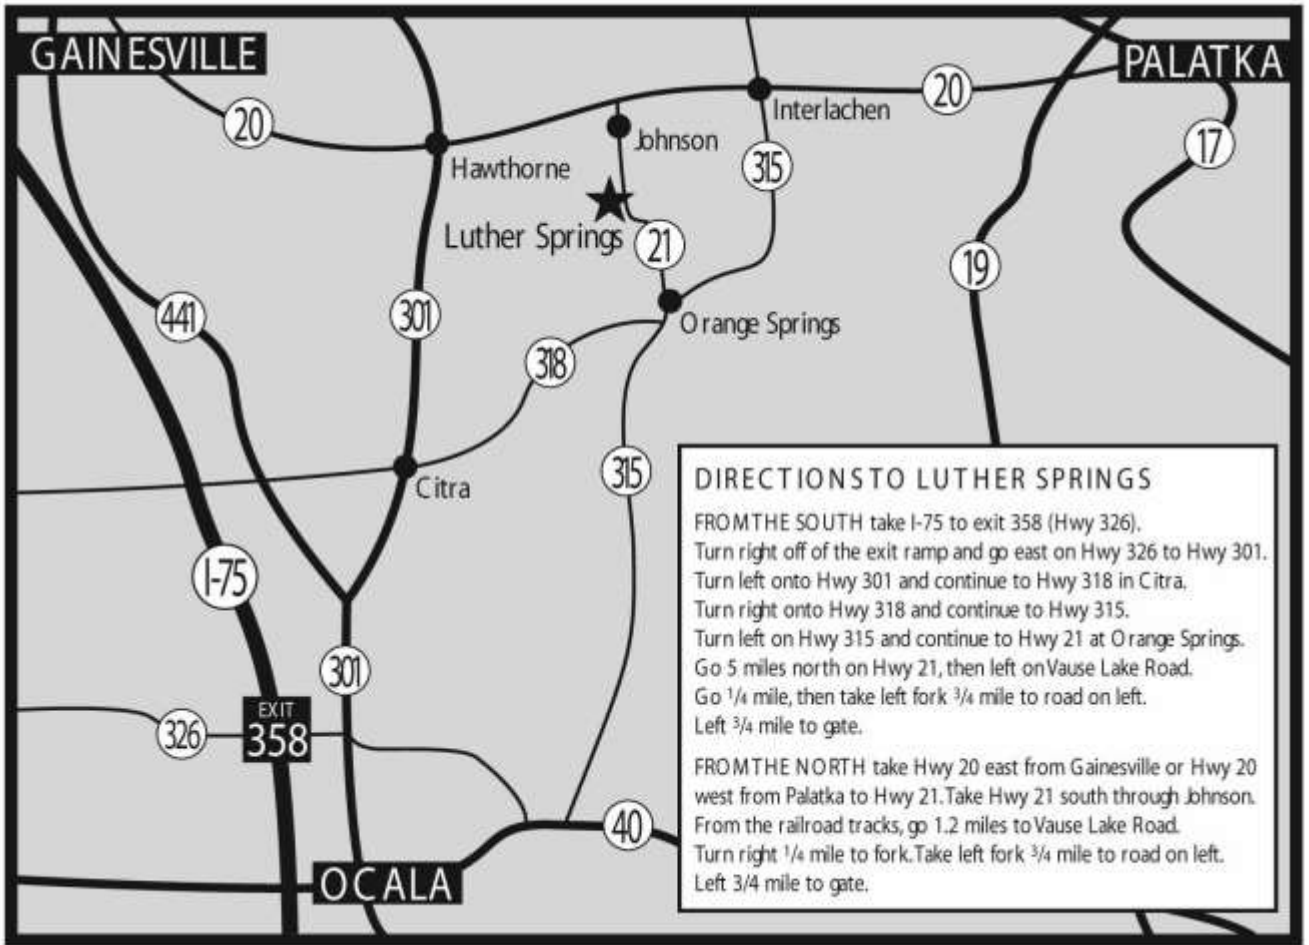 GAINESVILLE
PALATKA
20
20
Interlachen
Johnson
17
315
Hawthorne
Luther Springs
21
19
441
301
Orange Springs
318
315
Citra
I-75
301
EXIT
358
326
40
OCALA
DIRECTIONS TO LUTHER SPRINGS
FROM THE SOUTH take I-75 to exit 358 (Hwy 326).
Turn right off of the exit ramp and go east on Hwy 326 to Hwy 301.
Turn left onto Hwy 301 and continue to Hwy 318 in Citra.
Turn right onto Hwy 318 and continue to Hwy 315.
Turn left on Hwy 315 and continue to Hwy 21 at Orange Springs.
Go 5 miles north on Hwy 21, then left on Vause Lake Road.
Go 1/4 mile, then take left fork 3/4 mile to road on left.
Left 3/4 mile to gate.
FROM THE NORTH take Hwy 20 east from Gainesville or Hwy 20
west from Palatka to Hwy 21. Take Hwy 21 south through Johnson.
From the railroad tracks, go 1.2 miles to Vause Lake Road.
Turn right 1/4 mile to fork. Take left fork 3/4 mile to road on left.
Left 3/4 mile to gate.